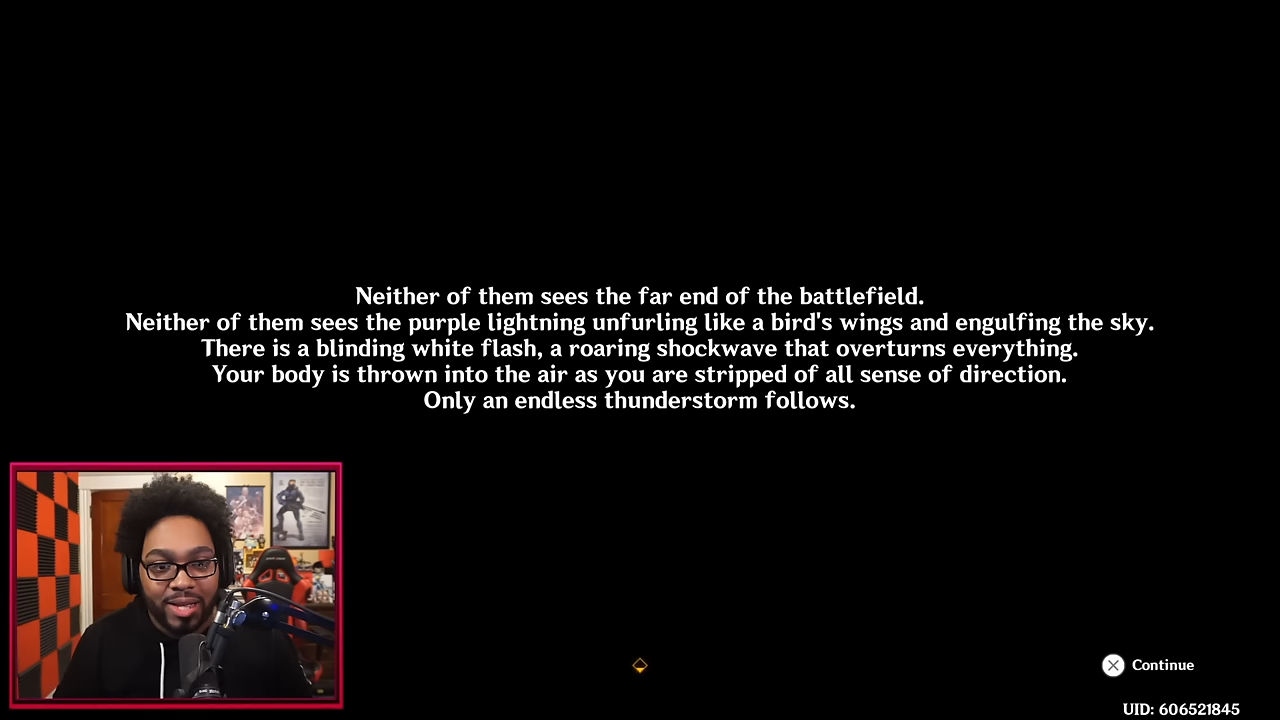 Neither of them sees the far end of the battlefield.
Neither of them sees the purple lightning unfurling like a bird's wings and engulfing the sky.
There is a blinding white flash, a roaring shockwave that overturns everything.
Your body is thrown into the air as you are stripped of all sense of direction.
Only an endless thunderstorm follows.
Continue
UID: 606521845